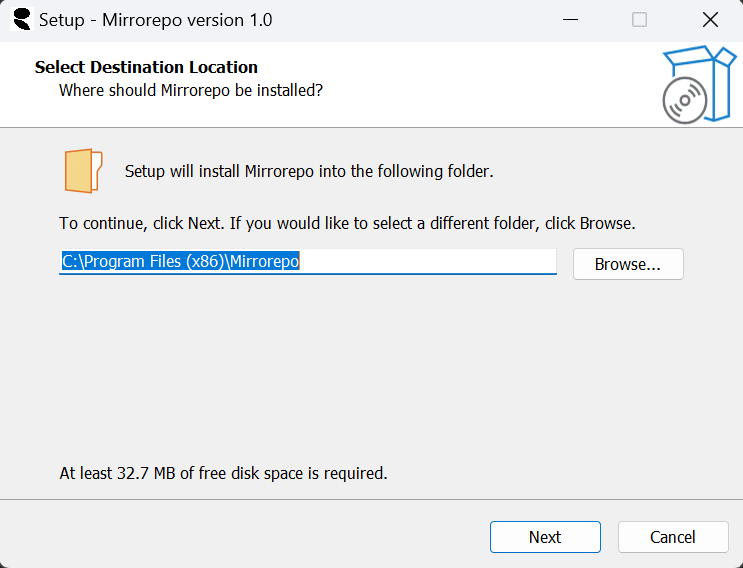 Setup - Mirrorepo version 1.0
Select Destination Location
Where should Mirrorepo be installed?
Setup will install Mirrorepo into the following folder.
To continue, click Next. If you would like to select a different folder, click Browse.
C:\Program Files (x86)\Mirrorepo
Browse...
At least 32.7 MB of free disk space is required.
Next
Cancel